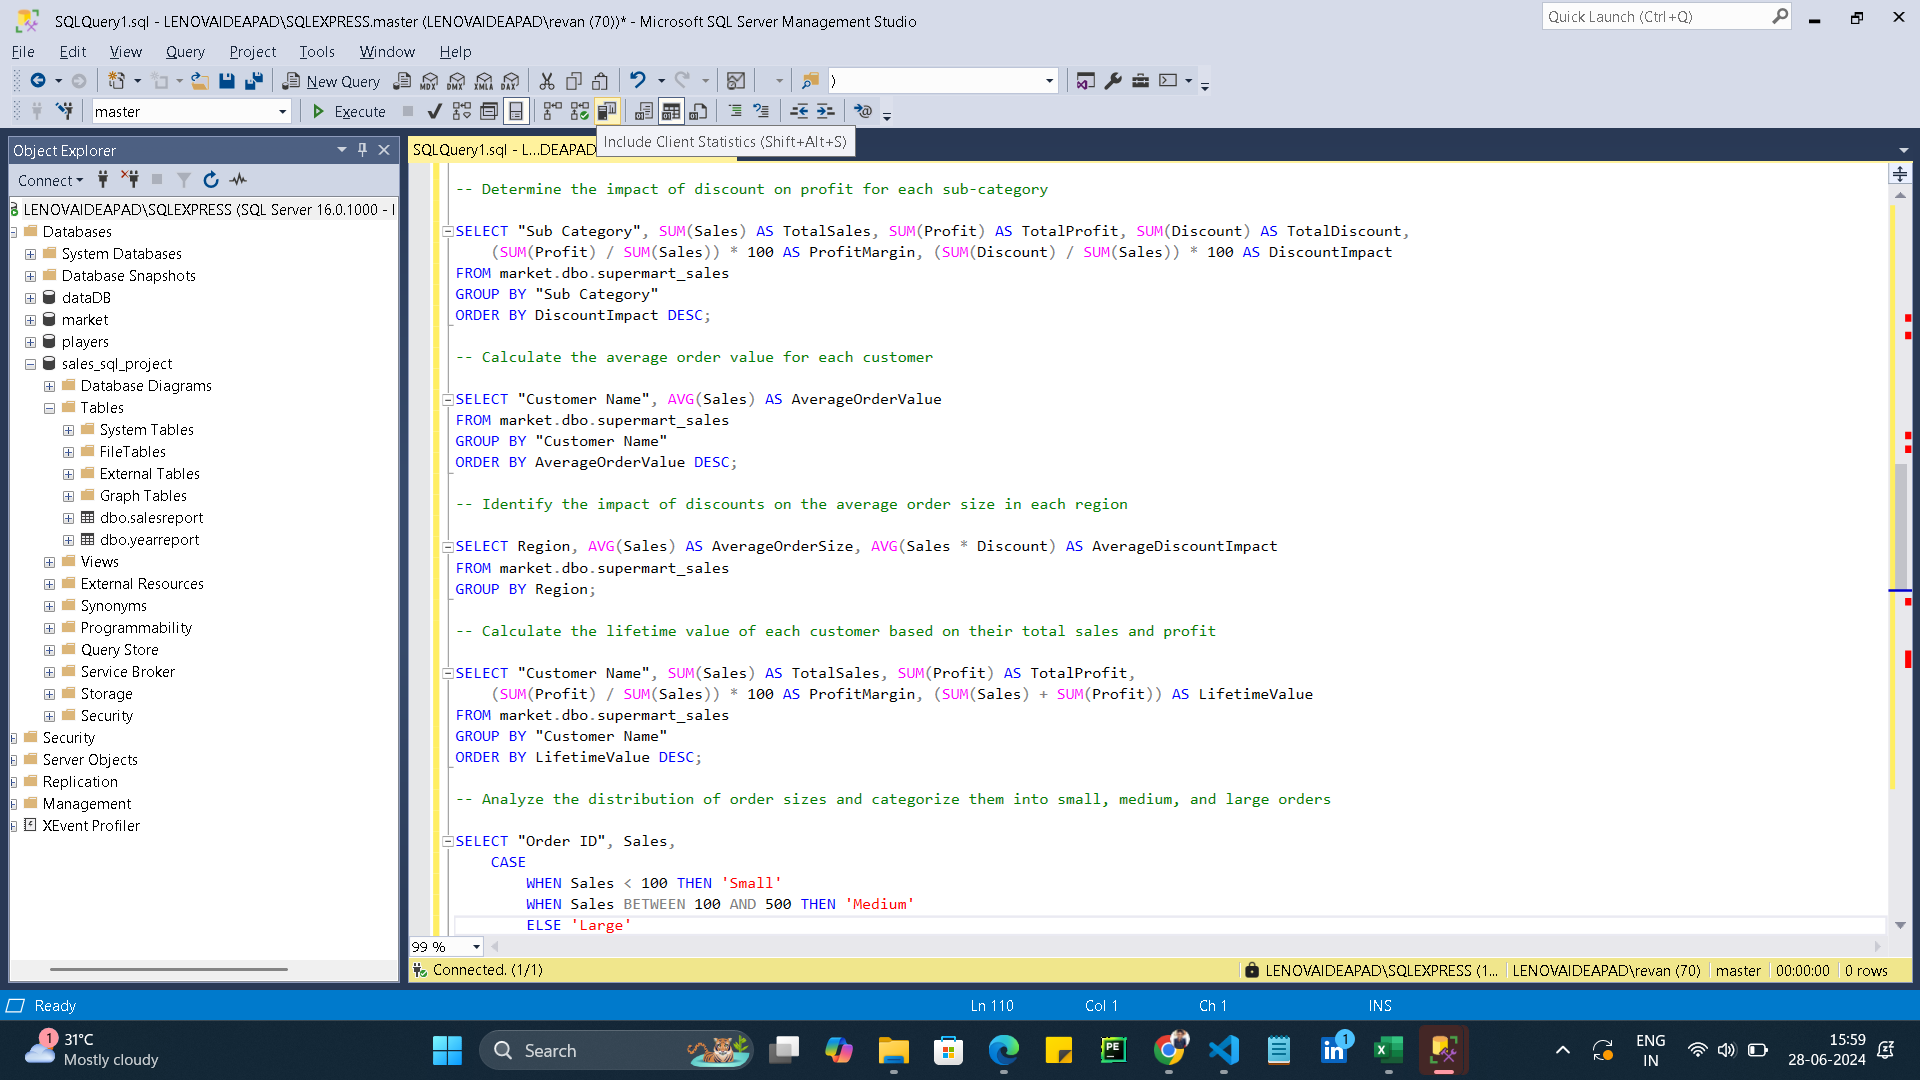 SQLQuery1.sql - LENOVAIDEAPAD\SQLEXPRESS.master (LENOVAIDEAPAD\revan (70))* - Microsoft SQL Server Management Studio
Quick Launch (Ctrl+Q)
File Edit View Query Project Tools Window Help
New Query MDX DMX XMLA DAX )
master Execute
Include Client Statistics (Shift+Alt+S)
Object Explorer
Connect
LENOVAIDEAPAD\SQLEXPRESS (SQL Server 16.0.1000 - l
Databases
System Databases
Database Snapshots
dataDB
market
players
sales_sql_project
Database Diagrams
Tables
System Tables
FileTables
External Tables
Graph Tables
dbo.salesreport
dbo.yearreport
Views
External Resources
Synonyms
Programmability
Query Store
Service Broker
Storage
Security
Security
Server Objects
Replication
Management
XEvent Profiler
SQLQuery1.sql - L...DEAPAD
-- Determine the impact of discount on profit for each sub-category
SELECT "Sub Category", SUM(Sales) AS TotalSales, SUM(Profit) AS TotalProfit, SUM(Discount) AS TotalDiscount,
(SUM(Profit) / SUM(Sales)) * 100 AS ProfitMargin, (SUM(Discount) / SUM(Sales)) * 100 AS DiscountImpact
FROM market.dbo.supermart_sales
GROUP BY "Sub Category"
ORDER BY DiscountImpact DESC;
-- Calculate the average order value for each customer
SELECT "Customer Name", AVG(Sales) AS AverageOrderValue
FROM market.dbo.supermart_sales
GROUP BY "Customer Name"
ORDER BY AverageOrderValue DESC;
-- Identify the impact of discounts on the average order size in each region
SELECT Region, AVG(Sales) AS AverageOrderSize, AVG(Sales * Discount) AS AverageDiscountImpact
FROM market.dbo.supermart_sales
GROUP BY Region;
-- Calculate the lifetime value of each customer based on their total sales and profit
SELECT "Customer Name", SUM(Sales) AS TotalSales, SUM(Profit) AS TotalProfit,
(SUM(Profit) / SUM(Sales)) * 100 AS ProfitMargin, (SUM(Sales) + SUM(Profit)) AS LifetimeValue
FROM market.dbo.supermart_sales
GROUP BY "Customer Name"
ORDER BY LifetimeValue DESC;
-- Analyze the distribution of order sizes and categorize them into small, medium, and large orders
SELECT "Order ID", Sales,
CASE
WHEN Sales < 100 THEN 'Small'
WHEN Sales BETWEEN 100 AND 500 THEN 'Medium'
ELSE 'Large'
99 %
Connected. (1/1) LENOVAIDEAPAD\SQLEXPRESS (1... LENOVAIDEAPAD\revan (70) master 00:00:00 0 rows
Ready Ln 110 Col 1 Ch 1 INS
1
31°C
Mostly cloudy
Search
PE
in
1
ENG
IN
15:59
28-06-2024